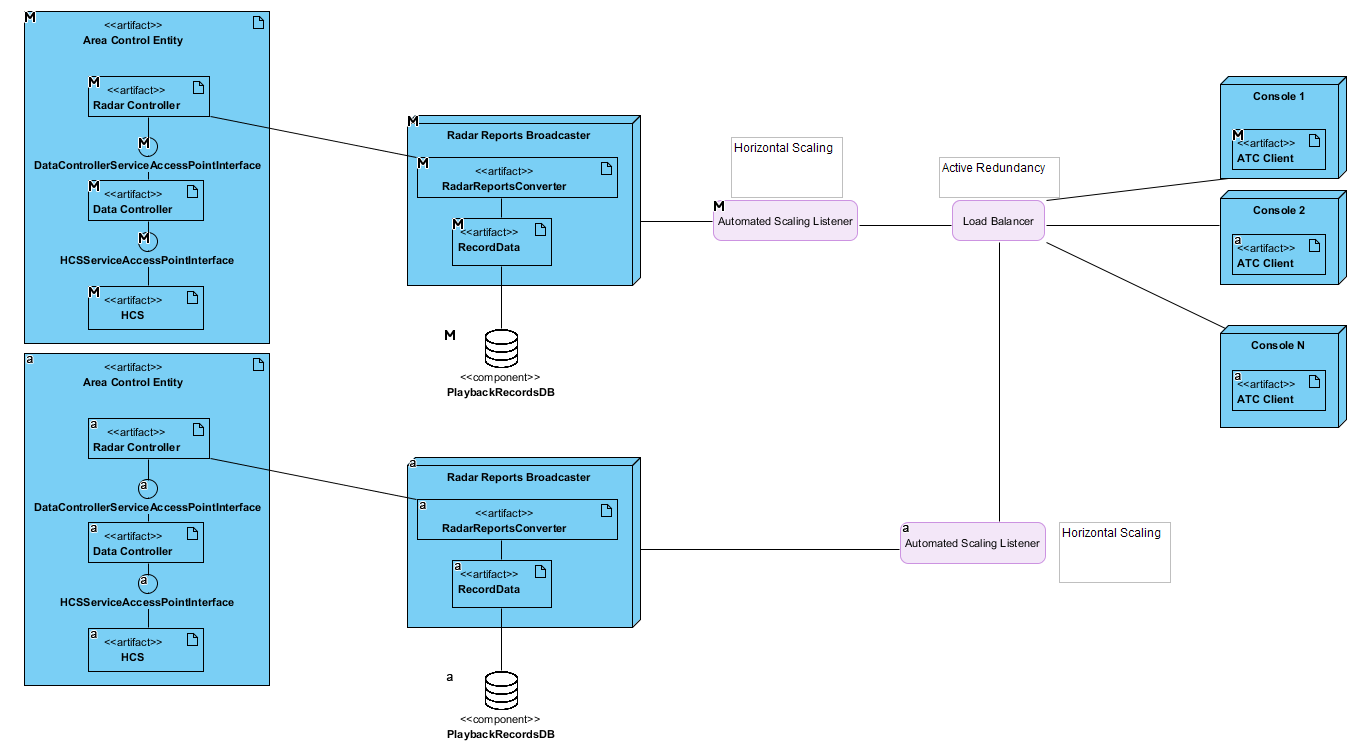 M
<<artifact>>
Area Control Entity
M
<<artifact>>
Radar Controller
M
DataControllerServiceAccessPointInterface
M
<<artifact>>
Data Controller
M
HCSServiceAccessPointInterface
M
<<artifact>>
HCS
M
Radar Reports Broadcaster
M
<<artifact>>
RadarReportsConverter
M
<<artifact>>
RecordData
M
<<component>>
PlaybackRecordsDB
Horizontal Scaling
M
Automated Scaling Listener
Active Redundancy
Load Balancer
Console 1
M
<<artifact>>
ATC Client
Console 2
a
<<artifact>>
ATC Client
Console N
a
<<artifact>>
ATC Client
a
<<artifact>>
Area Control Entity
a
<<artifact>>
Radar Controller
a
DataControllerServiceAccessPointInterface
a
<<artifact>>
Data Controller
a
HCSServiceAccessPointInterface
a
<<artifact>>
HCS
a
Radar Reports Broadcaster
a
<<artifact>>
RadarReportsConverter
a
<<artifact>>
RecordData
a
<<component>>
PlaybackRecordsDB
a
Automated Scaling Listener
Horizontal Scaling